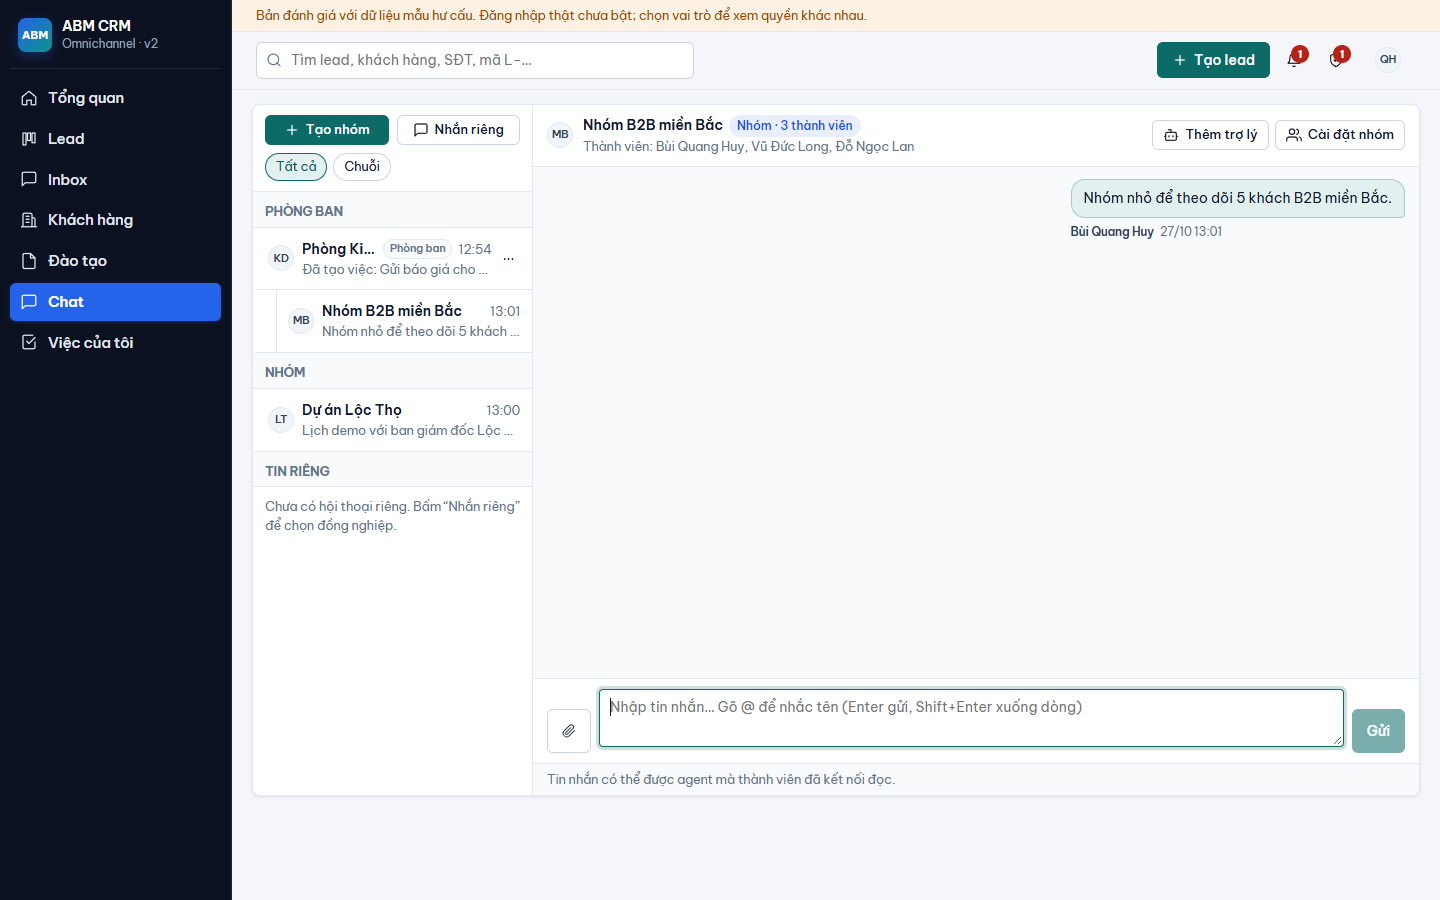 ABM
ABM CRM
Omnichannel · v2
Tổng quan
Lead
Inbox
Khách hàng
Đào tạo
Chat
Việc của tôi
Bản đánh giá với dữ liệu mẫu hư cấu. Đăng nhập thật chưa bật; chọn vai trò để xem quyền khác nhau.
Tìm lead, khách hàng, SĐT, mã L-...
Tạo lead
1
1
QH
Tạo nhóm
Nhắn riêng
Tất cả
Chuỗi
PHÒNG BAN
KD
Phòng Ki...
Phòng ban
12:54
Đã tạo việc: Gửi báo giá cho ...
...
MB
Nhóm B2B miền Bắc
13:01
Nhóm nhỏ để theo dõi 5 khách ...
NHÓM
LT
Dự án Lộc Thọ
13:00
Lịch demo với ban giám đốc Lộc ...
TIN RIÊNG
Chưa có hội thoại riêng. Bấm “Nhắn riêng”
để chọn đồng nghiệp.
MB
Nhóm B2B miền Bắc
Nhóm · 3 thành viên
Thành viên: Bùi Quang Huy, Vũ Đức Long, Đỗ Ngọc Lan
Thêm trợ lý
Cài đặt nhóm
Nhóm nhỏ để theo dõi 5 khách B2B miền Bắc.
Bùi Quang Huy 27/10 13:01
Nhập tin nhắn... Gõ @ để nhắc tên (Enter gửi, Shift+Enter xuống dòng)
Gửi
Tin nhắn có thể được agent mà thành viên đã kết nối đọc.